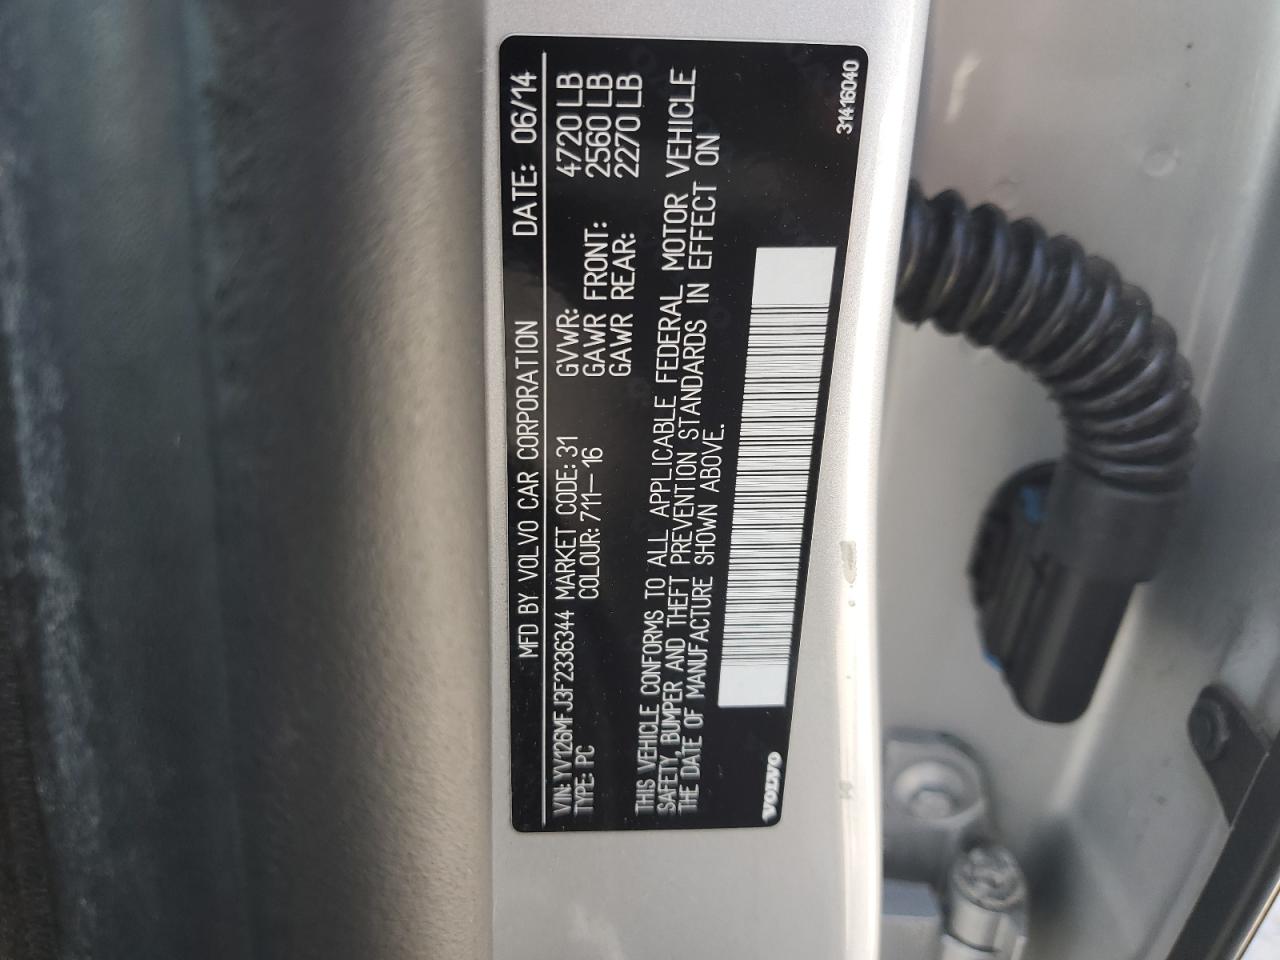 MFD BY VOLVO CAR CORPORATION DATE: 06/14
VIN: YV126MFJ3F2336344 MARKET CODE: 31 GVWR: 4720 LB
TYPE: PC COLOUR: 711-16 GAWR FRONT: 2560 LB
GAWR REAR: 2270 LB
THIS VEHICLE CONFORMS TO ALL APPLICABLE FEDERAL MOTOR VEHICLE
SAFETY, BUMPER AND THEFT PREVENTION STANDARDS IN EFFECT ON
THE DATE OF MANUFACTURE SHOWN ABOVE.
VOLVO
31416040